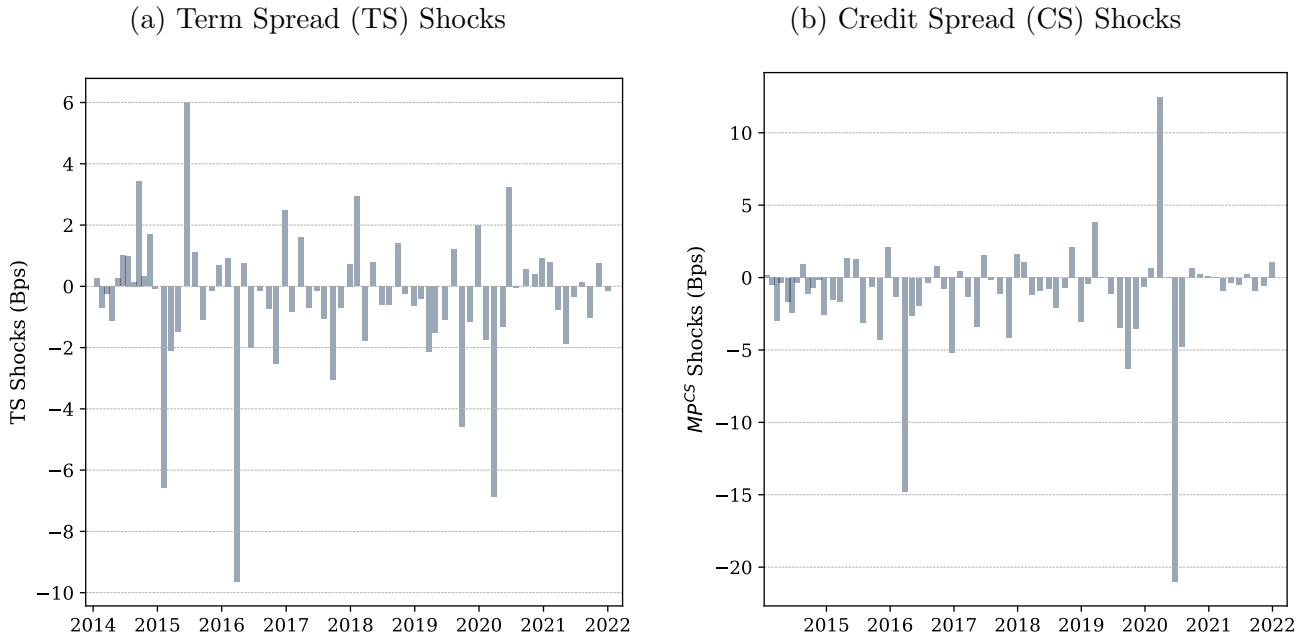 (a) Term Spread (TS) Shocks
6
4
2
0
−2
−4
−6
−8
−10
TS Shocks (Bps)
2014 2015 2016 2017 2018 2019 2020 2021 2022
(b) Credit Spread (CS) Shocks
10
5
0
−5
−10
−15
−20
MP^CS Shocks (Bps)
2015 2016 2017 2018 2019 2020 2021 2022